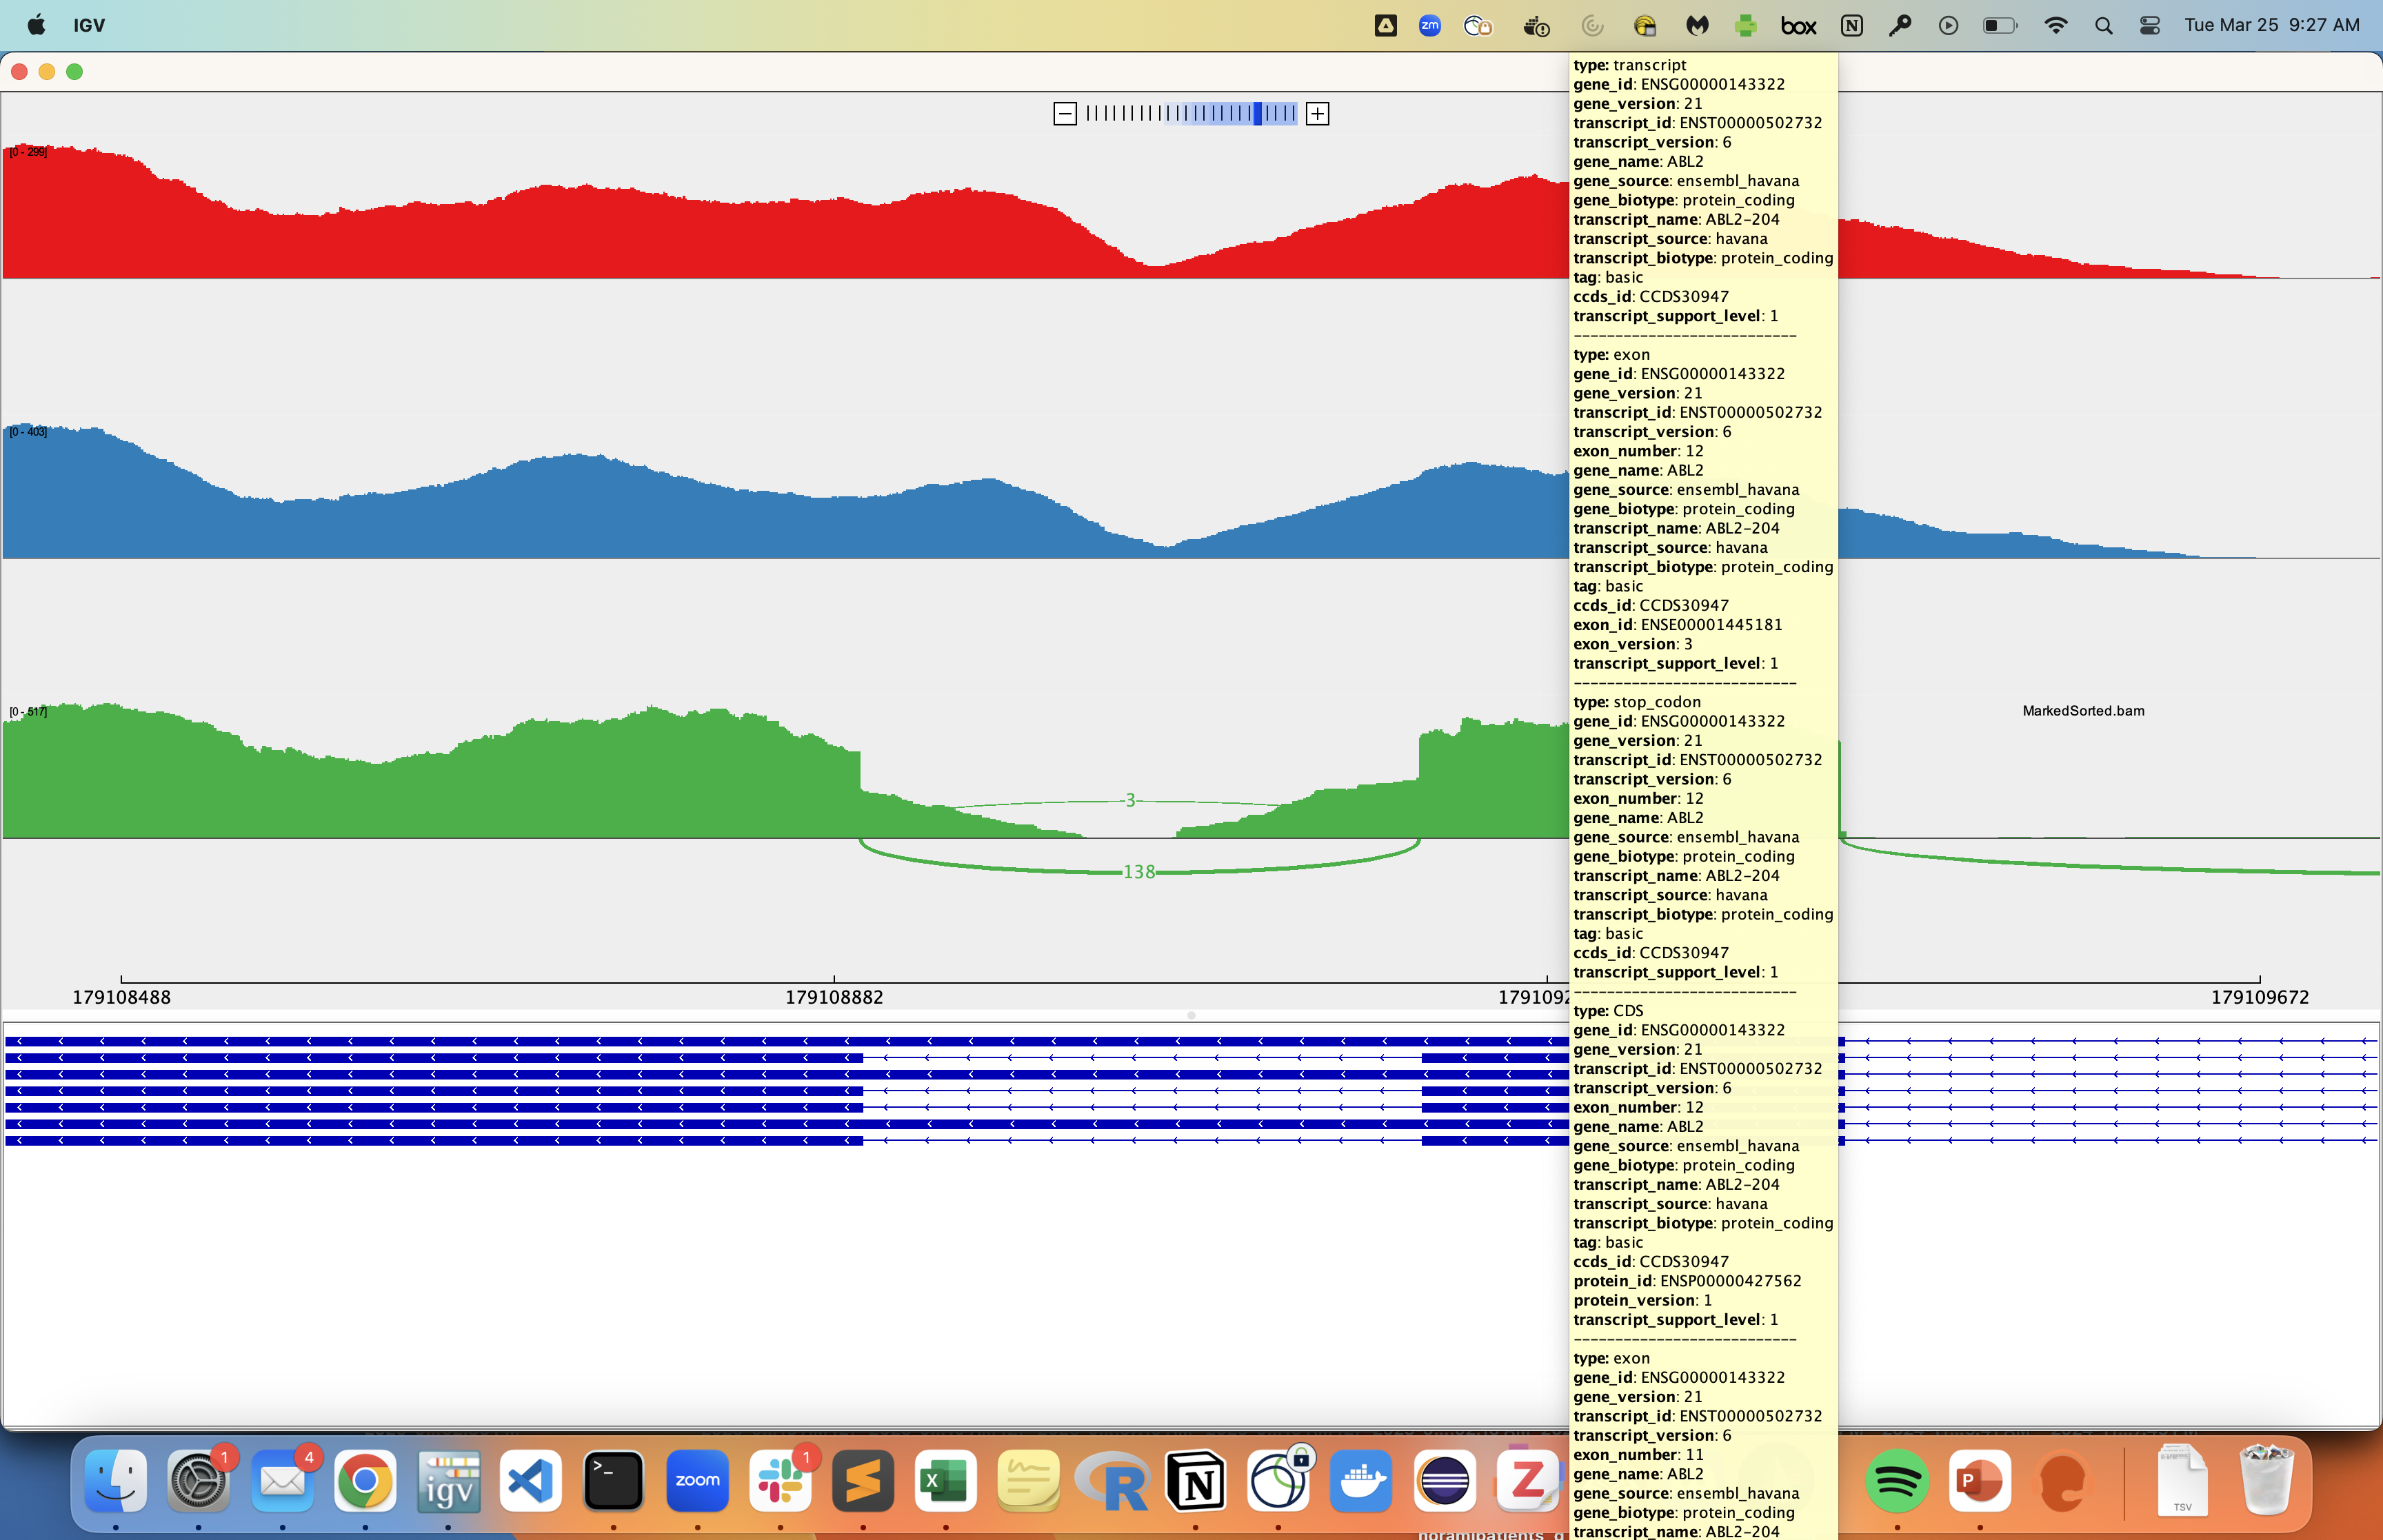 IGV
zm
box
N
Tue Mar 25 9:27 AM
[0 - 299]
[0 - 403]
[0 - 517]
MarkedSorted.bam
3
138
179108488
179108882
179109672
type: transcript
gene_id: ENSG00000143322
gene_version: 21
transcript_id: ENST00000502732
transcript_version: 6
gene_name: ABL2
gene_source: ensembl_havana
gene_biotype: protein_coding
transcript_name: ABL2-204
transcript_source: havana
transcript_biotype: protein_coding
tag: basic
ccds_id: CCDS30947
transcript_support_level: 1
---------------------------
type: exon
gene_id: ENSG00000143322
gene_version: 21
transcript_id: ENST00000502732
transcript_version: 6
exon_number: 12
gene_name: ABL2
gene_source: ensembl_havana
gene_biotype: protein_coding
transcript_name: ABL2-204
transcript_source: havana
transcript_biotype: protein_coding
tag: basic
ccds_id: CCDS30947
exon_id: ENSE00001445181
exon_version: 3
transcript_support_level: 1
---------------------------
type: stop_codon
gene_id: ENSG00000143322
gene_version: 21
transcript_id: ENST00000502732
transcript_version: 6
exon_number: 12
gene_name: ABL2
gene_source: ensembl_havana
gene_biotype: protein_coding
transcript_name: ABL2-204
transcript_source: havana
transcript_biotype: protein_coding
tag: basic
ccds_id: CCDS30947
transcript_support_level: 1
---------------------------
type: CDS
gene_id: ENSG00000143322
gene_version: 21
transcript_id: ENST00000502732
transcript_version: 6
exon_number: 12
gene_name: ABL2
gene_source: ensembl_havana
gene_biotype: protein_coding
transcript_name: ABL2-204
transcript_source: havana
transcript_biotype: protein_coding
tag: basic
ccds_id: CCDS30947
protein_id: ENSP00000427562
protein_version: 1
transcript_support_level: 1
---------------------------
type: exon
gene_id: ENSG00000143322
gene_version: 21
transcript_id: ENST00000502732
transcript_version: 6
exon_number: 11
gene_name: ABL2
gene_source: ensembl_havana
gene_biotype: protein_coding
transcript_name: ABL2-204
1
4
igv
>_
zoom
1
X
R
N
Z
P
TSV